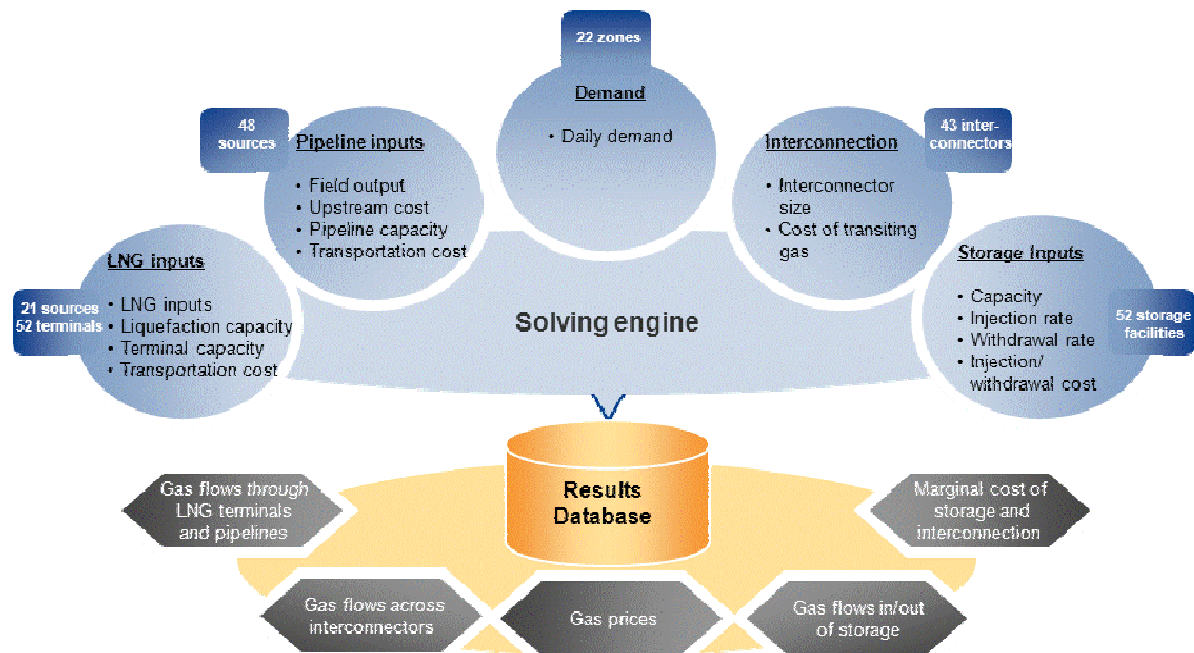 22 zones
Demand
• Daily demand
48
sources
Pipeline inputs
• Field output
• Upstream cost
• Pipeline capacity
• Transportation cost
43 inter-
connectors
Interconnection
• Interconnector
size
• Cost of transiting
gas
LNG inputs
21 sources
52 terminals
• LNG inputs
• Liquefaction capacity
• Terminal capacity
• Transportation cost
Storage Inputs
• Capacity
• Injection rate
• Withdrawal rate
• Injection/
withdrawal cost
52 storage
facilities
Solving engine
Results
Database
Gas flows through
LNG terminals
and pipelines
Marginal cost of
storage and
interconnection
Gas flows across
interconnectors
Gas prices
Gas flows in/out
of storage